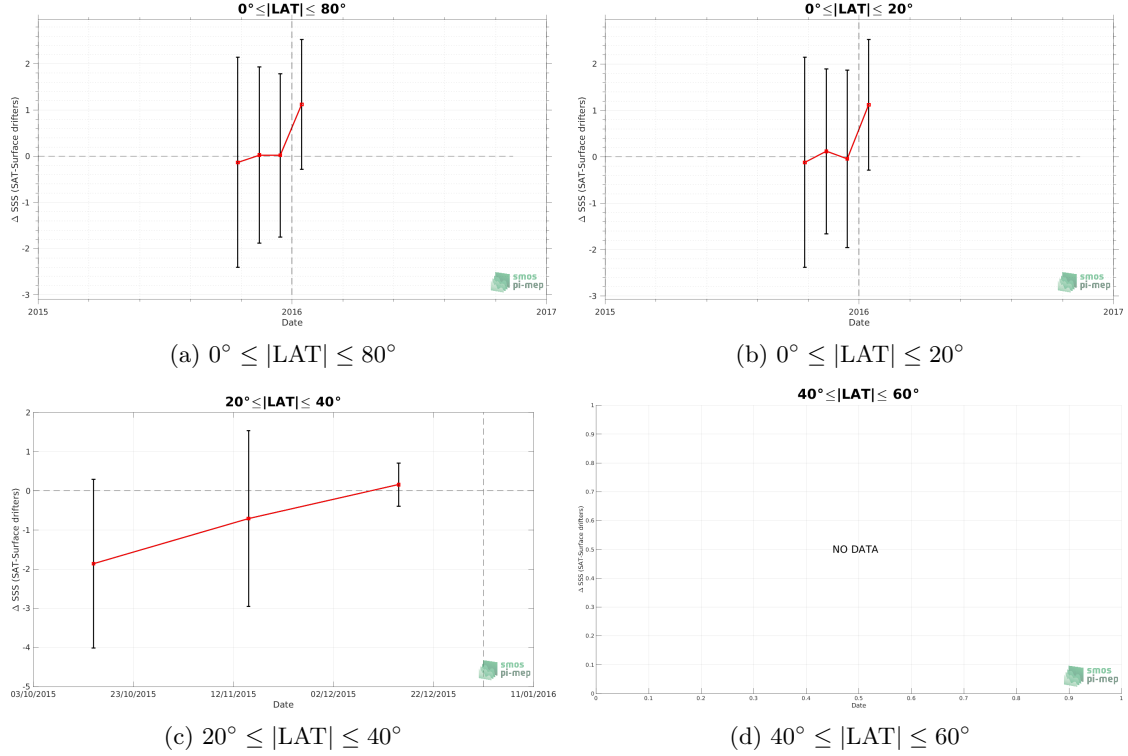 0°≤|LAT|≤ 80°
2
1
0
-1
-2
-3
Δ SSS (SAT-Surface drifters)
2015
2016
2017
Date
smos
pi-mep
(a) 0° ≤ |LAT| ≤ 80°
0°≤|LAT|≤ 20°
2
1
0
-1
-2
-3
Δ SSS (SAT-Surface drifters)
2015
2016
2017
Date
smos
pi-mep
(b) 0° ≤ |LAT| ≤ 20°
20°≤|LAT|≤ 40°
2
1
0
-1
-2
-3
-4
-5
Δ SSS (SAT-Surface drifters)
03/10/2015
23/10/2015
12/11/2015
02/12/2015
22/12/2015
11/01/2016
Date
smos
pi-mep
(c) 20° ≤ |LAT| ≤ 40°
40°≤|LAT|≤ 60°
1
0.9
0.8
0.7
0.6
0.5
0.4
0.3
0.2
0.1
0
Δ SSS (SAT-Surface drifters)
NO DATA
0
0.1
0.2
0.3
0.4
0.5
0.6
0.7
0.8
0.9
1
Date
smos
pi-mep
(d) 40° ≤ |LAT| ≤ 60°